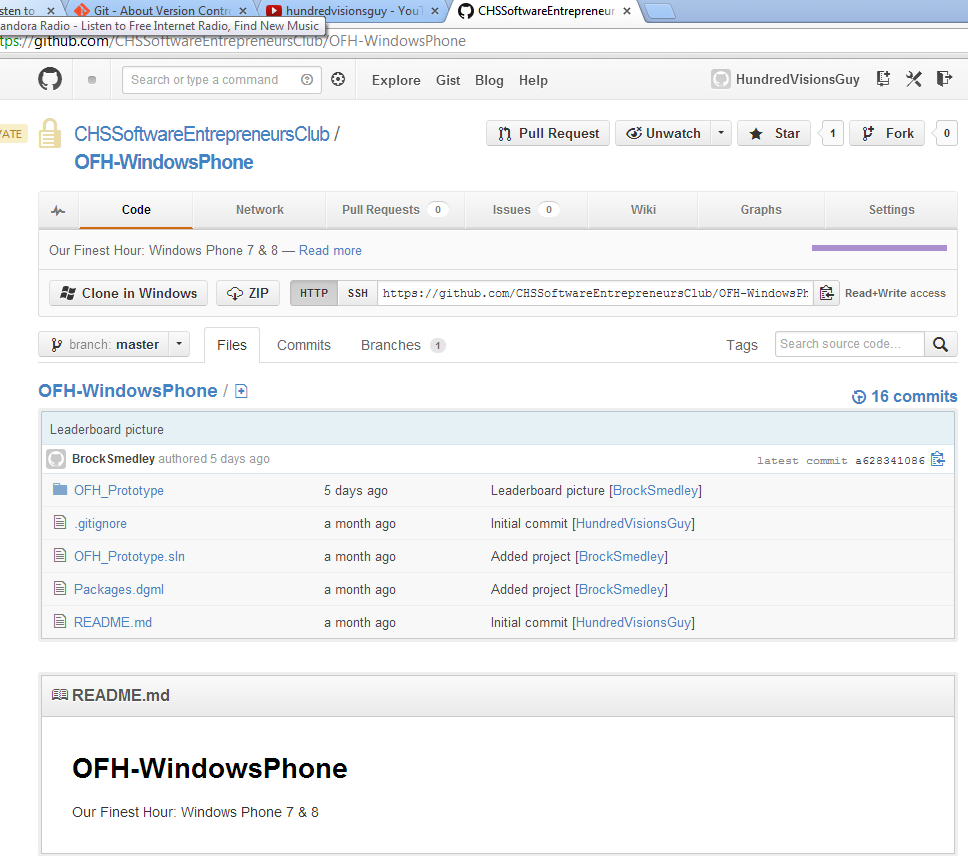 sten to
Git - About Version Contro
hundredvisionsguy - YouT
CHSSoftwareEntrepreneur
andora Radio - Listen to Free Internet Radio, Find New Music
tps://github.com/CHSSoftwareEntrepreneursClub/OFH-WindowsPhone
Search or type a command
Explore Gist Blog Help
HundredVisionsGuy
VATE
CHSSoftwareEntrepreneursClub /
OFH-WindowsPhone
Pull Request
Unwatch
Star 1
Fork 0
Code Network Pull Requests 0 Issues 0 Wiki Graphs Settings
Our Finest Hour: Windows Phone 7 & 8 — Read more
Clone in Windows ZIP HTTP SSH https://github.com/CHSSoftwareEntrepreneursClub/OFH-WindowsPh Read+Write access
branch: master Files Commits Branches 1 Tags Search source code...
OFH-WindowsPhone /
16 commits
Leaderboard picture
BrockSmedley authored 5 days ago latest commit a628341086
OFH_Prototype 5 days ago Leaderboard picture [BrockSmedley]
.gitignore a month ago Initial commit [HundredVisionsGuy]
OFH_Prototype.sln a month ago Added project [BrockSmedley]
Packages.dgml a month ago Added project [BrockSmedley]
README.md a month ago Initial commit [HundredVisionsGuy]
README.md
OFH-WindowsPhone
Our Finest Hour: Windows Phone 7 & 8